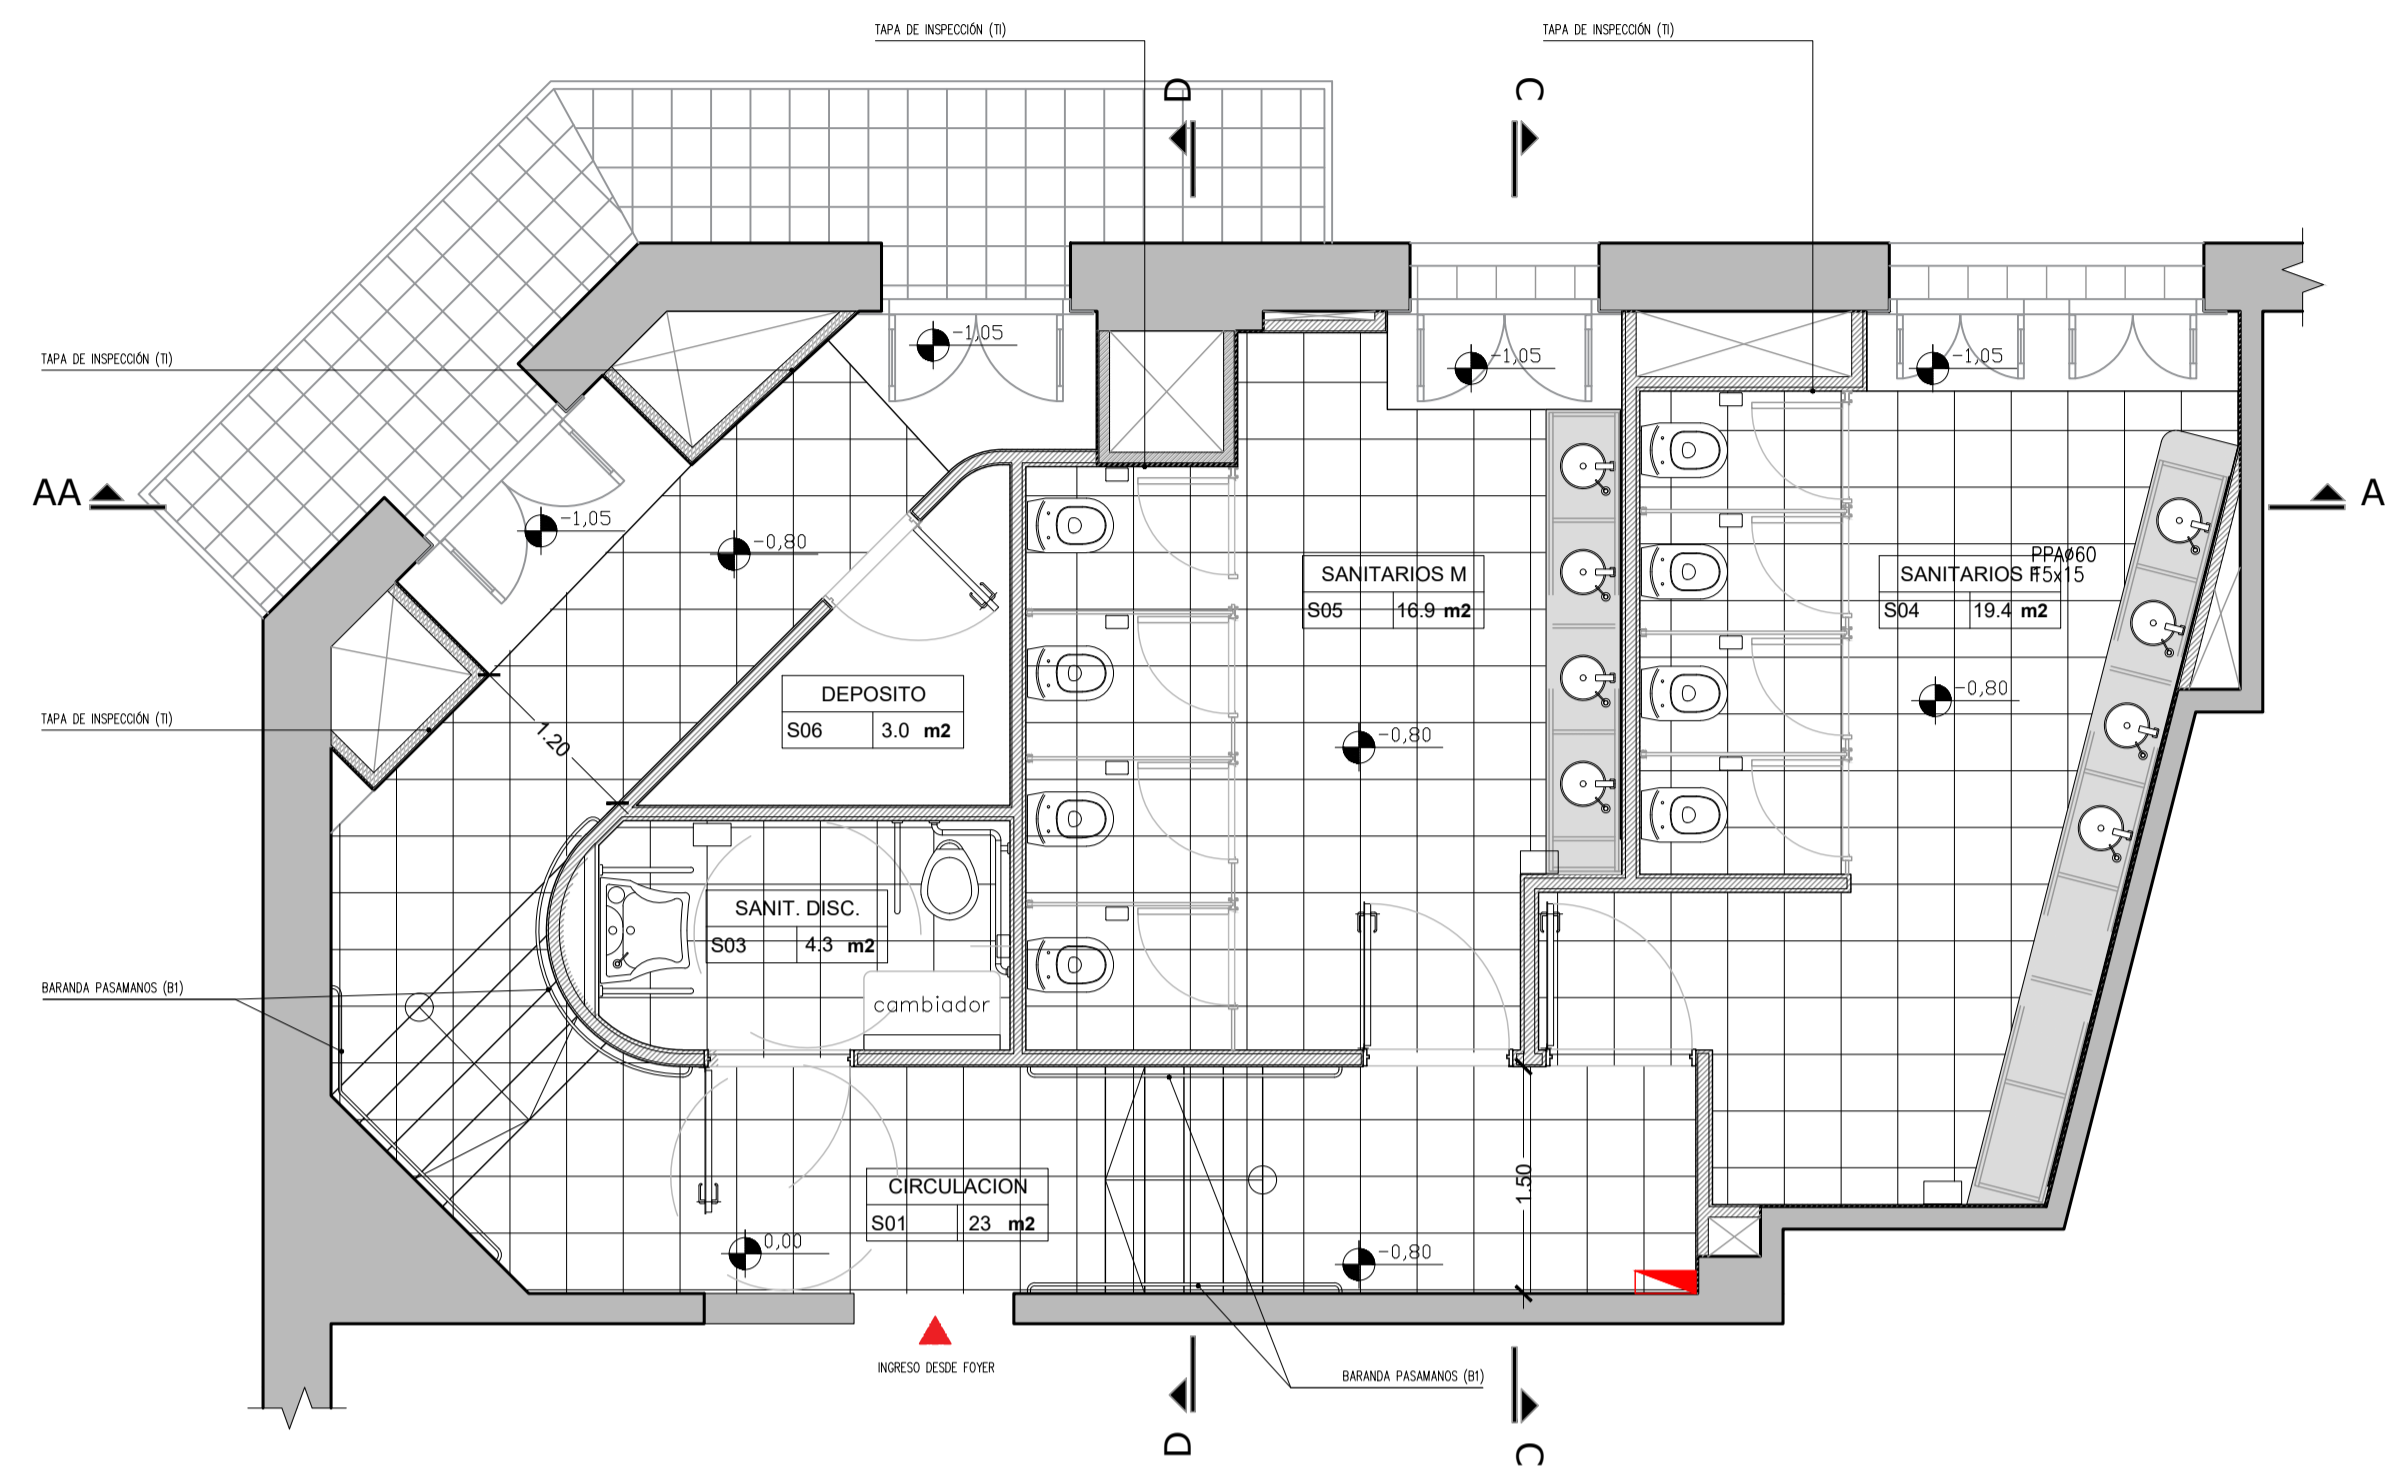 TAPA DE INSPECCIÓN (TI)
TAPA DE INSPECCIÓN (TI)
D
C
-1,05
-1,05
-1,05
TAPA DE INSPECCIÓN (TI)
AA
A
-1,05
-0,80
SANITARIOS M
S05 16.9 m2
PPAØ60
15x15
SANITARIOS F
S04 19.4 m2
-0,80
DEPOSITO
S06 3.0 m2
TAPA DE INSPECCIÓN (TI)
1.20
-0,80
SANIT. DISC.
S03 4.3 m2
BARANDA PASAMANOS (B1)
cambiador
CIRCULACION
S01 23 m2
1.50
0,00
-0,80
INGRESO DESDE FOYER
BARANDA PASAMANOS (B1)
D
C